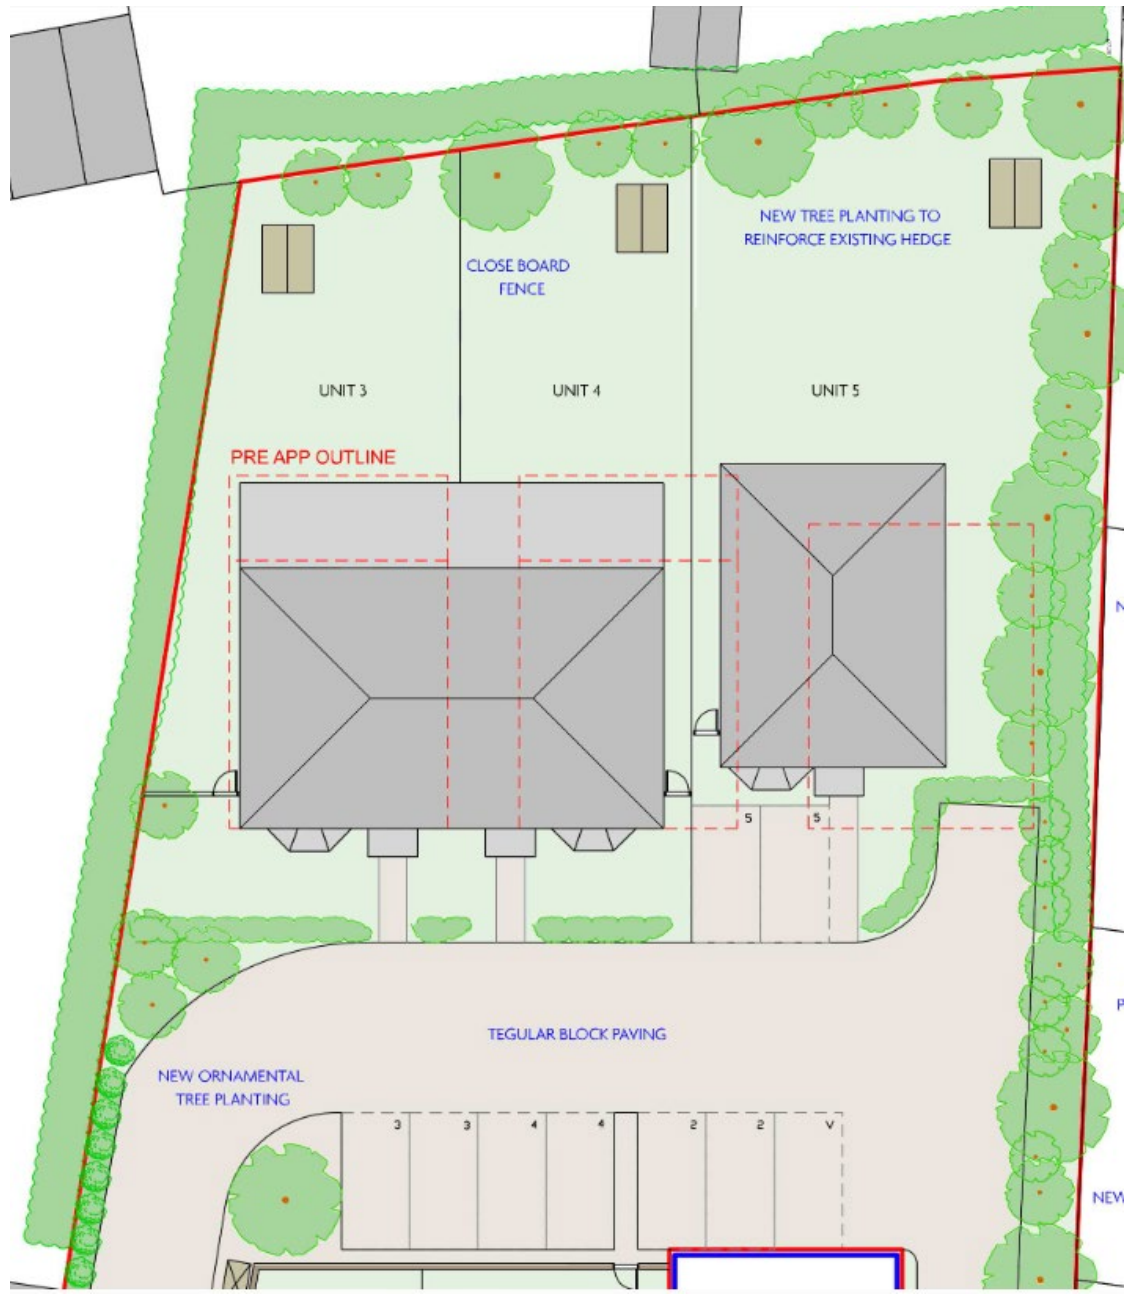 NEW TREE PLANTING TO
REINFORCE EXISTING HEDGE
CLOSE BOARD
FENCE
UNIT 3
UNIT 4
UNIT 5
PRE APP OUTLINE
5
5
TEGULAR BLOCK PAVING
NEW ORNAMENTAL
TREE PLANTING
3
3
4
4
2
2
V
N
P
NEW